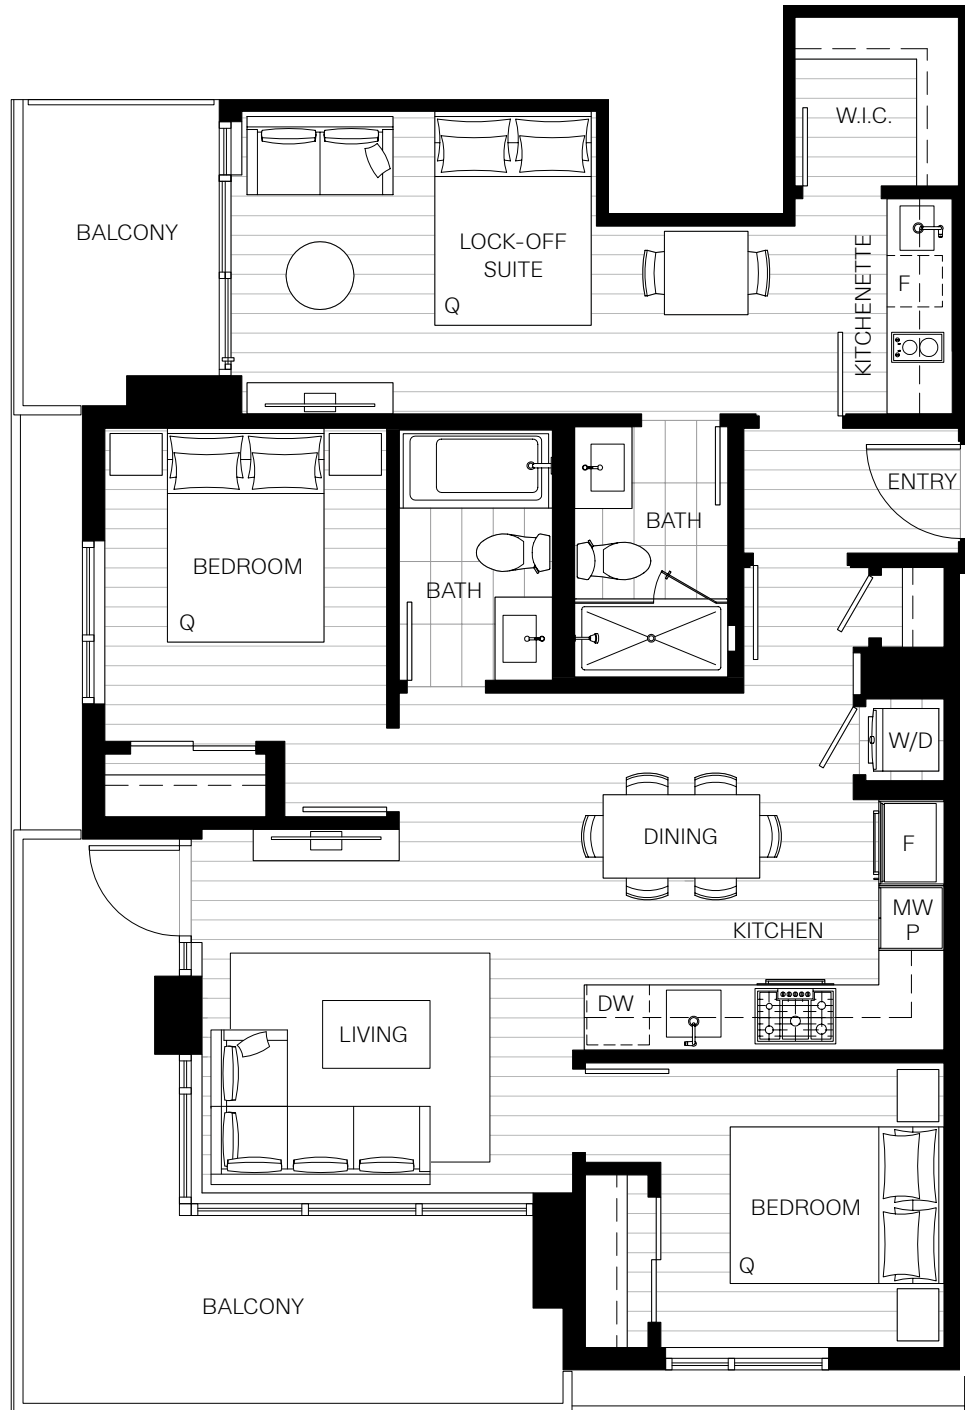 W.I.C.
BALCONY
LOCK-OFF
SUITE
Q
KITCHENETTE
F
ENTRY
BATH
BEDROOM
Q
BATH
W/D
DINING
F
MW
P
KITCHEN
DW
LIVING
BEDROOM
Q
BALCONY